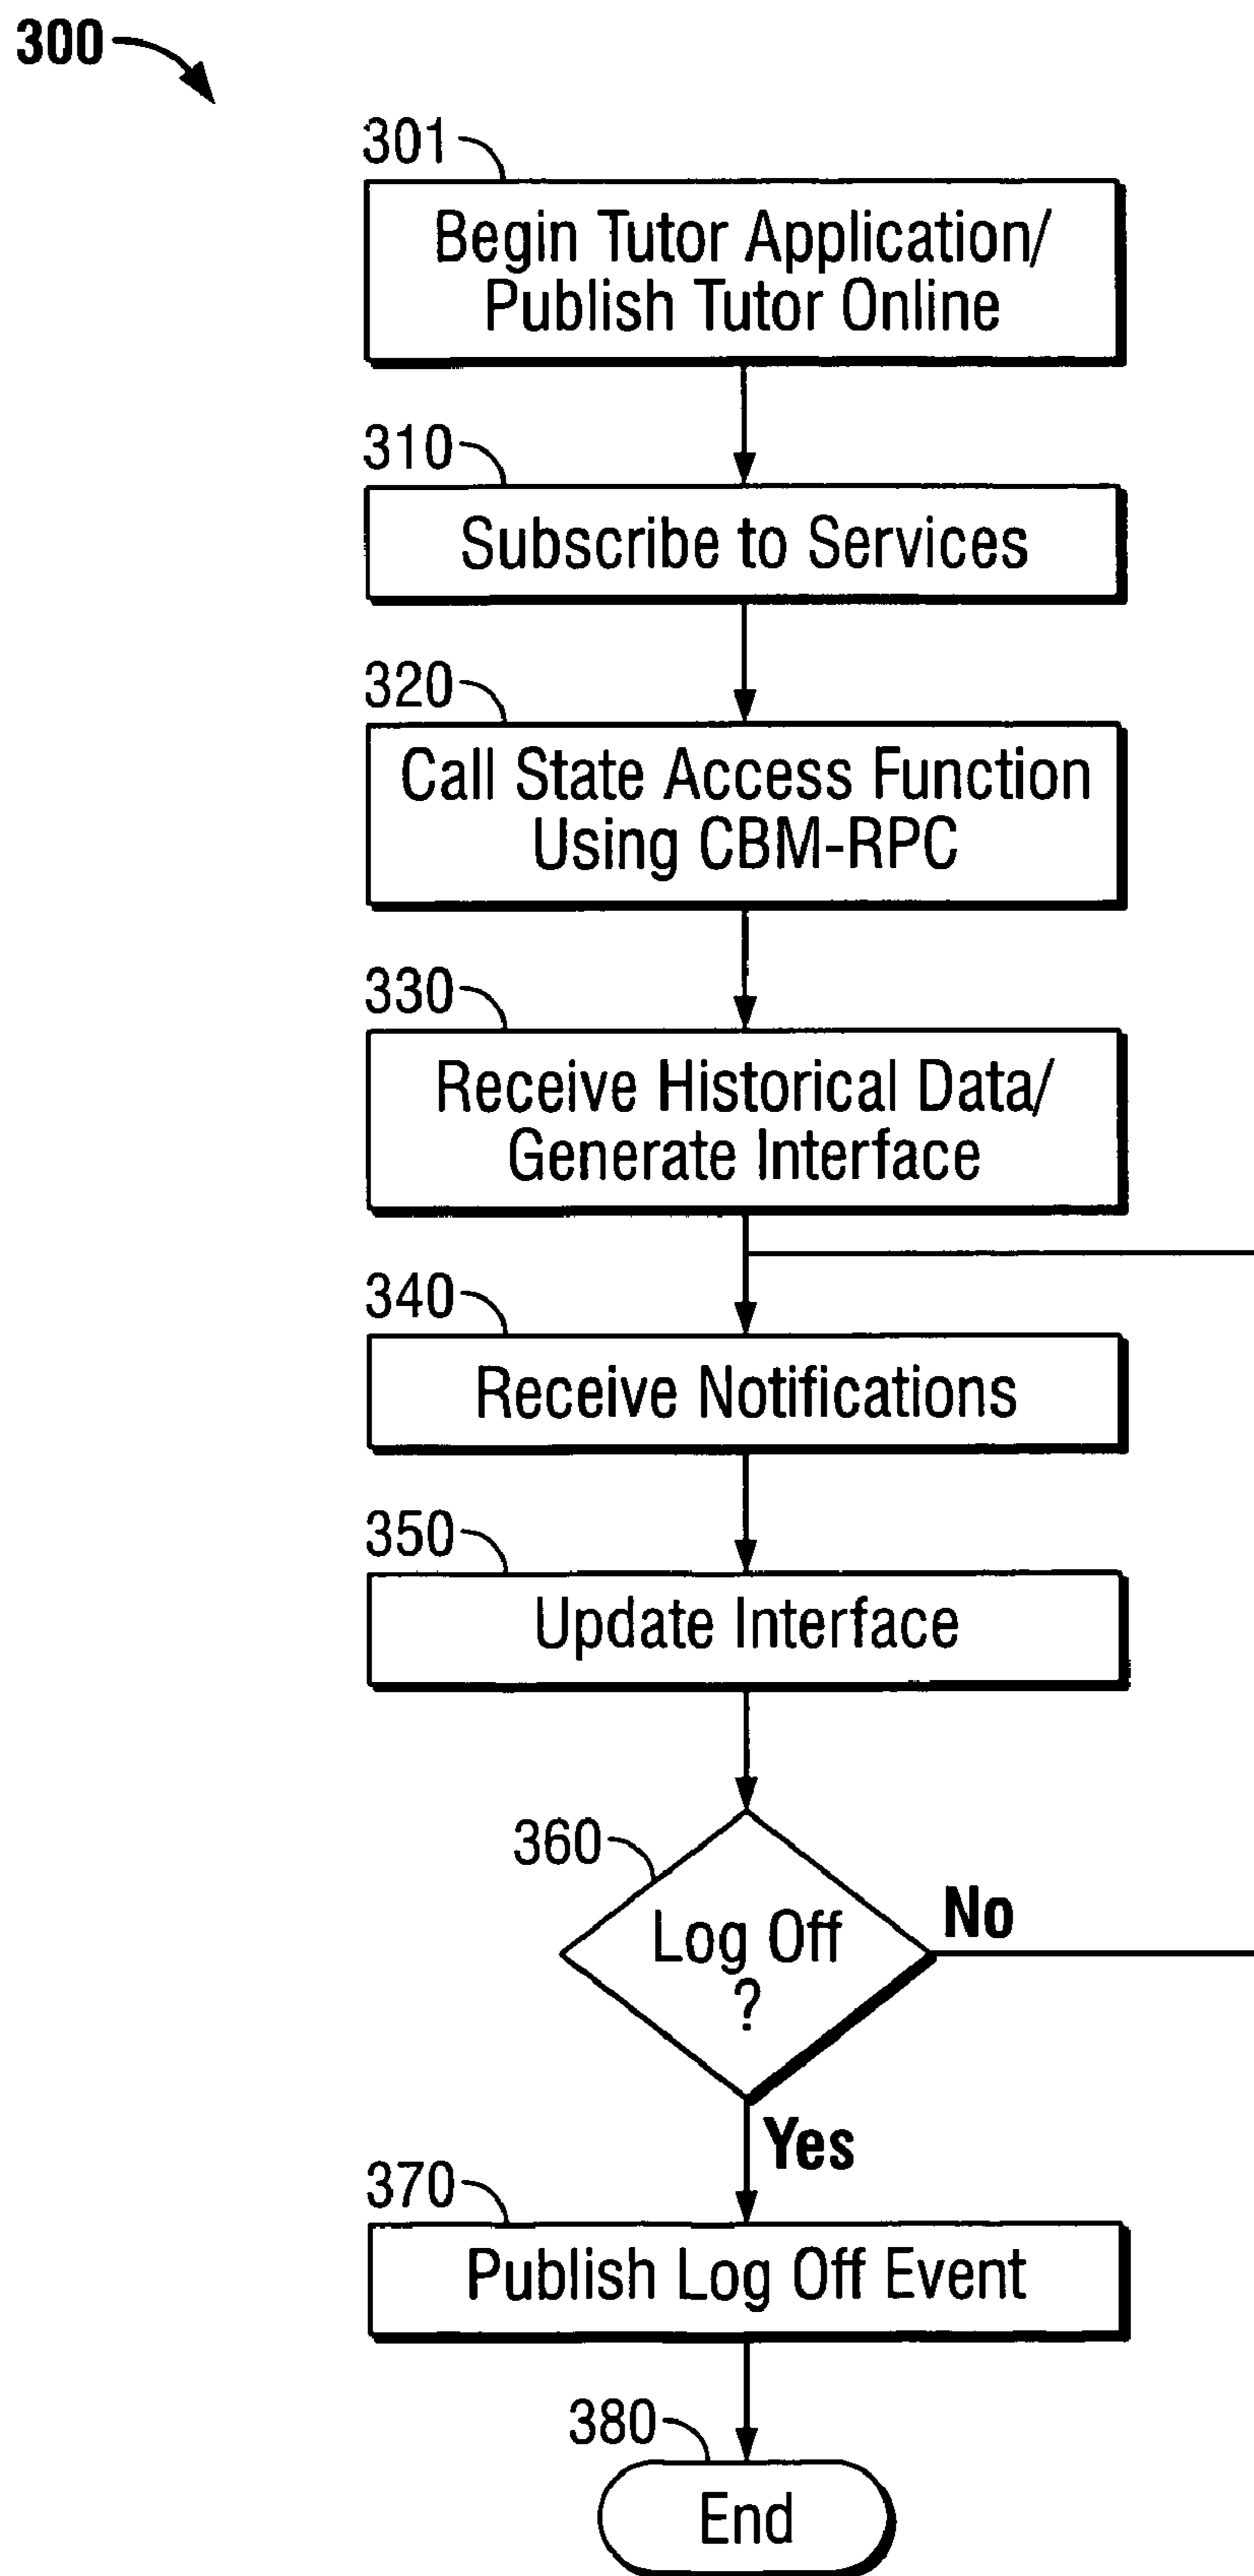 300
301
Begin Tutor Application/
Publish Tutor Online
310
Subscribe to Services
320
Call State Access Function
Using CBM-RPC
330
Receive Historical Data/
Generate Interface
340
Receive Notifications
350
Update Interface
360
Log Off
?
No
Yes
370
Publish Log Off Event
380
End